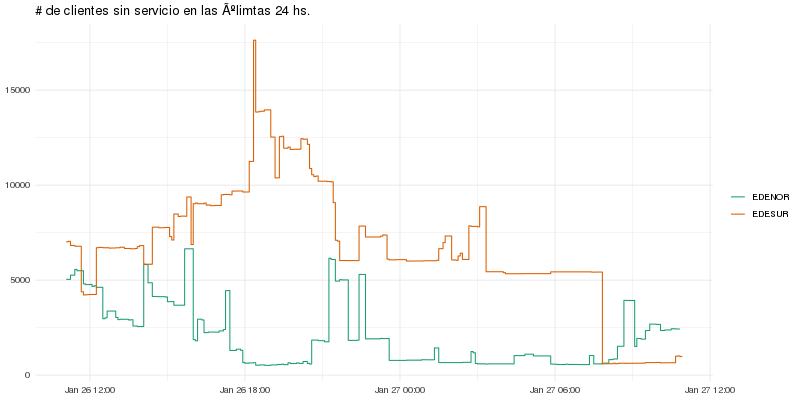 # de clientes sin servicio en las Ãºlimtas 24 hs.
15000
10000
5000
0
Jan 26 12:00
Jan 26 18:00
Jan 27 00:00
Jan 27 06:00
Jan 27 12:00
EDENOR
EDESUR